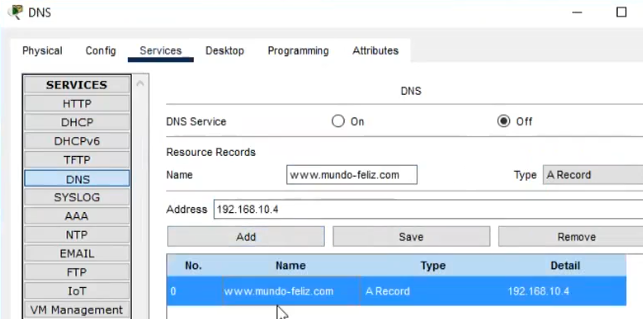 DNS
Physical Config Services Desktop Programming Attributes
SERVICES
HTTP
DHCP
DHCPv6
TFTP
DNS
SYSLOG
AAA
NTP
EMAIL
FTP
IoT
VM Management
DNS
DNS Service On Off
Resource Records
Name www.mundo-feliz.com Type A Record
Address 192.168.10.4
Add Save Remove
No. Name Type Detail
0 www.mundo-feliz.com A Record 192.168.10.4